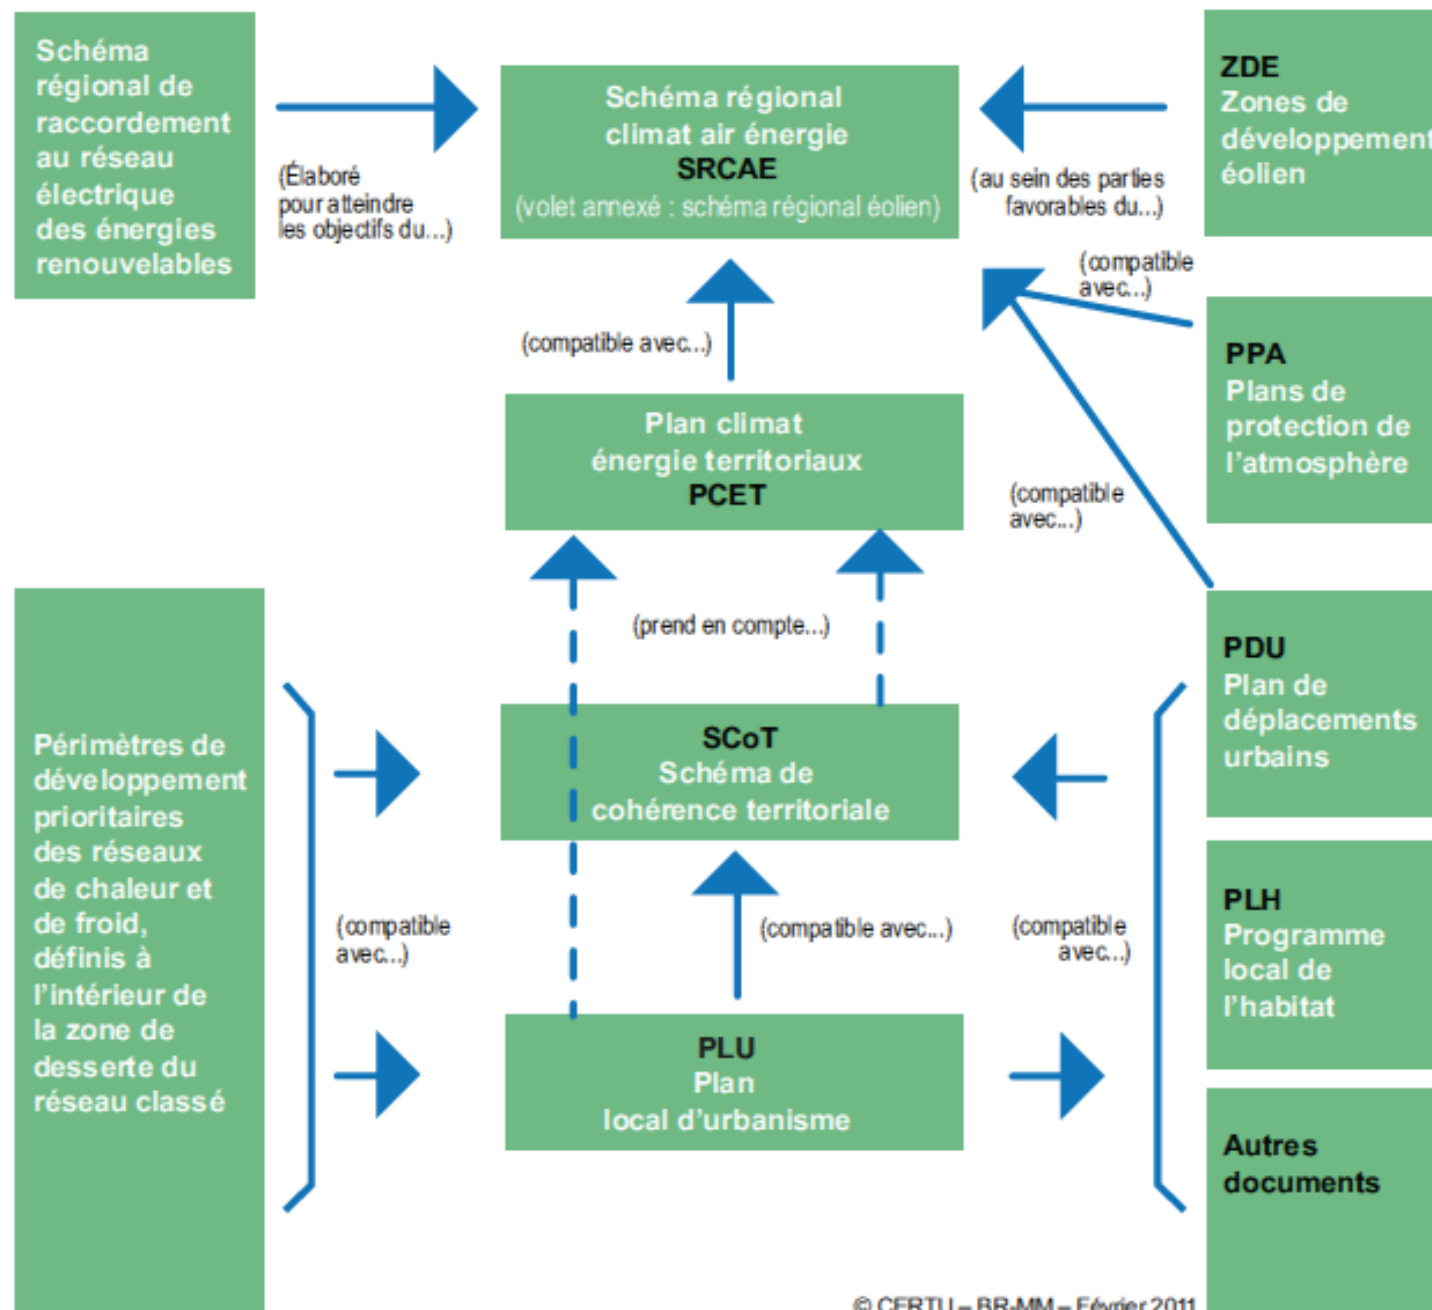 Schéma
régional de
raccordement
au réseau
électrique
des énergies
renouvelables
(Élaboré
pour atteindre
les objectifs du...)
Schéma régional
climat air énergie
SRCAE
(volet annexé : schéma régional éolien)
(au sein des parties
favorables du...)
ZDE
Zones de
développement
éolien
(compatible
avec...)
(compatible avec...)
PPA
Plans de
protection de
l'atmosphère
Plan climat
énergie territoriaux
PCET
(compatible
avec...)
(prend en compte...)
PDU
Plan de
déplacements
urbains
Périmètres de
développement
prioritaires
des réseaux
de chaleur et
de froid,
définis à
l'intérieur de
la zone de
desserte du
réseau classé
(compatible
avec...)
SCoT
Schéma de
cohérence territoriale
(compatible avec...)
(compatible
avec...)
PLH
Programme
local de
l'habitat
PLU
Plan
local d'urbanisme
Autres
documents
© CERTU – BR-MM – Février 2011